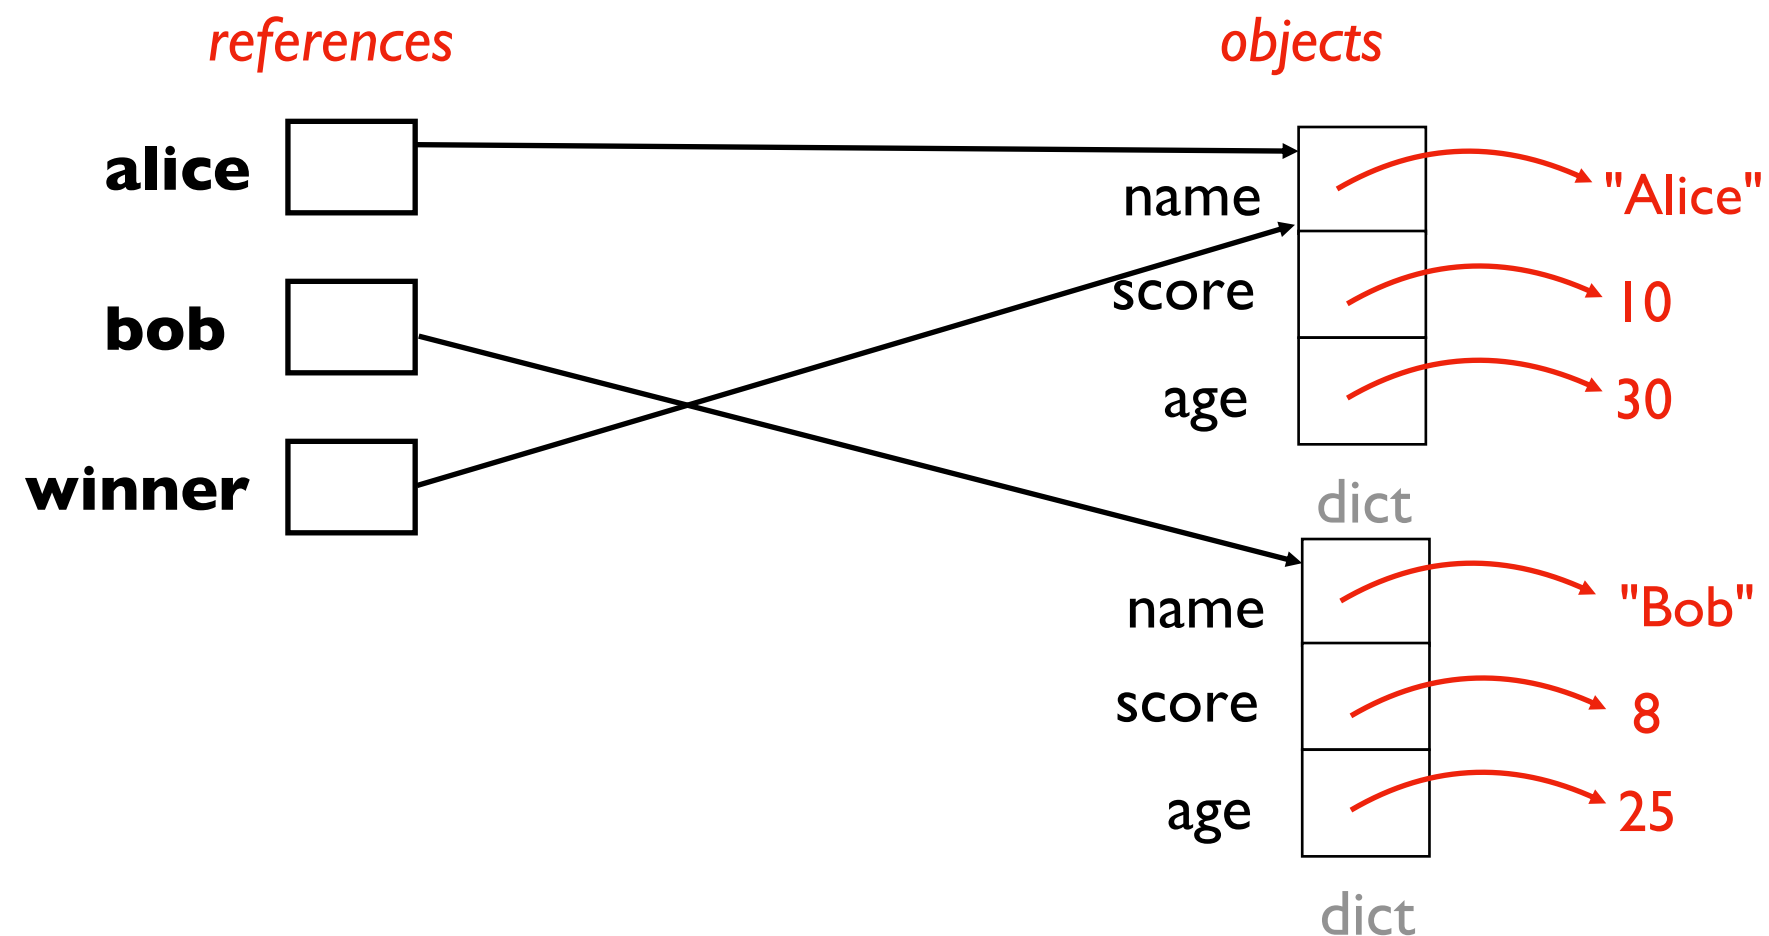 references
objects
alice
name
"Alice"
score
10
bob
age
30
winner
dict
name
"Bob"
score
8
age
25
dict